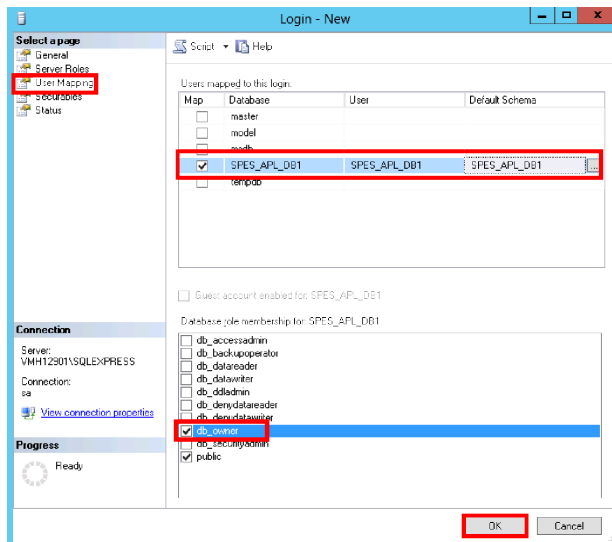 Login - New
Select a page
General
Server Roles
User Mapping
Securables
Status
Script Help
Users mapped to this login:
Map Database User Default Schema
master
model
msdb
SPES_APL_DB1 SPES_APL_DB1 SPES_APL_DB1 ...
tempdb
Guest account enabled for: SPES_APL_DB1
Database role membership for: SPES_APL_DB1
db_accessadmin
db_backupoperator
db_datareader
db_datawriter
db_ddladmin
db_denydatareader
db_denydatawriter
db_owner
db_securityadmin
public
Connection
Server:
VMH12901\SQLEXPRESS
Connection:
sa
View connection properties
Progress
Ready
OK Cancel